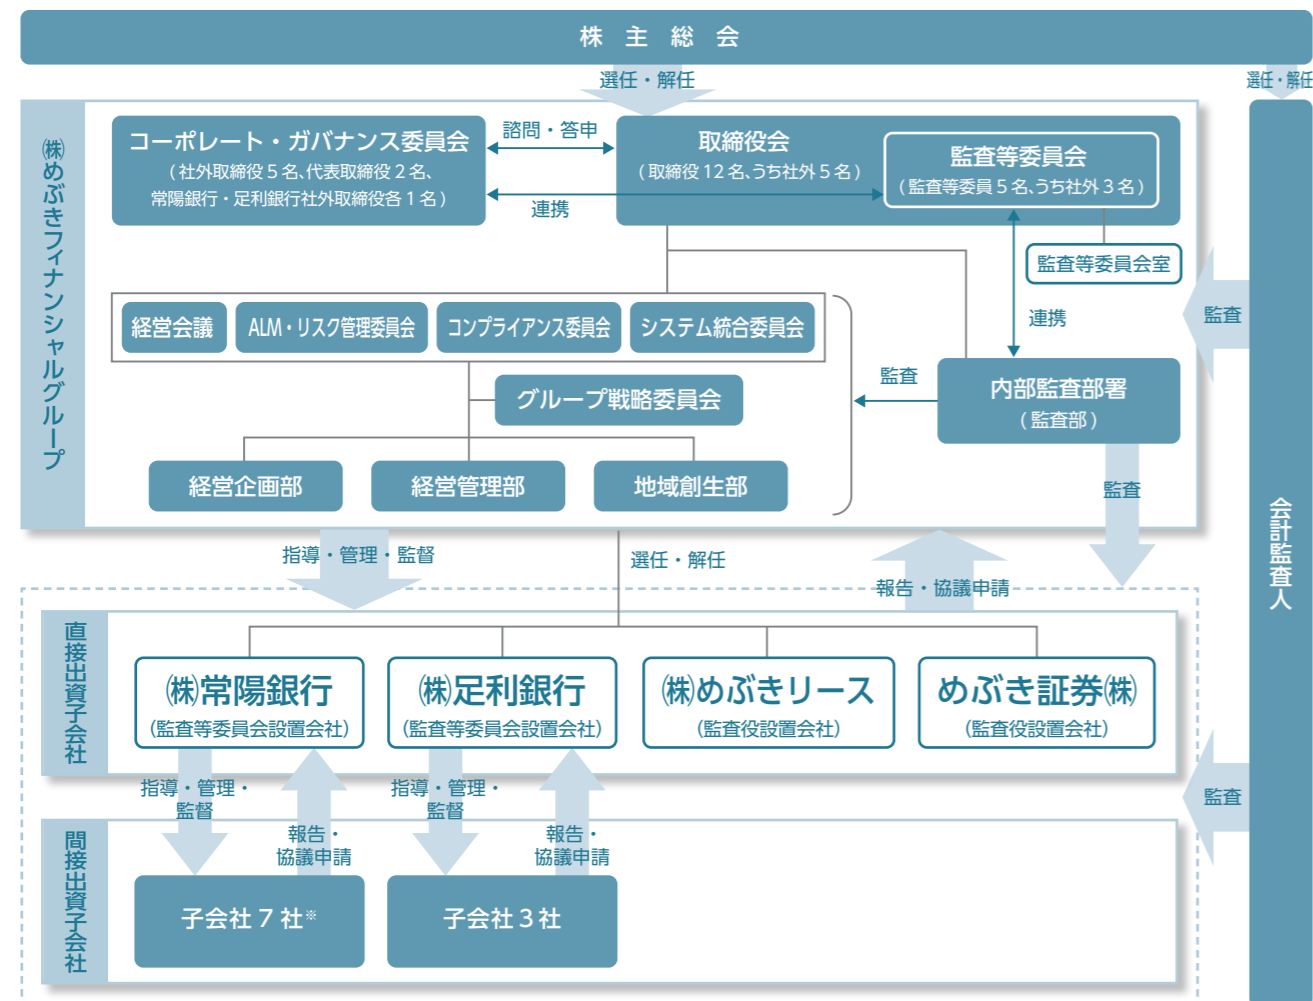 株主総会
選任・解任
選任・解任
㈱めぶきフィナンシャルグループ
コーポレート・ガバナンス委員会
(社外取締役5名、代表取締役2名、
常陽銀行・足利銀行社外取締役各1名)
諮問・答申
連携
取締役会
(取締役12名、うち社外5名)
監査等委員会
(監査等委員5名、うち社外3名)
監査等委員会室
連携
監査
経営会議
ALM・リスク管理委員会
コンプライアンス委員会
システム統合委員会
グループ戦略委員会
監査
内部監査部署
(監査部)
経営企画部
経営管理部
地域創生部
監査
会計監査人
指導・管理・監督
選任・解任
報告・協議申請
直接出資子会社
㈱常陽銀行
(監査等委員会設置会社)
㈱足利銀行
(監査等委員会設置会社)
㈱めぶきリース
(監査役設置会社)
めぶき証券㈱
(監査役設置会社)
指導・管理・
監督
報告・
協議申請
指導・管理・
監督
報告・
協議申請
監査
間接出資子会社
子会社7社※
子会社3社